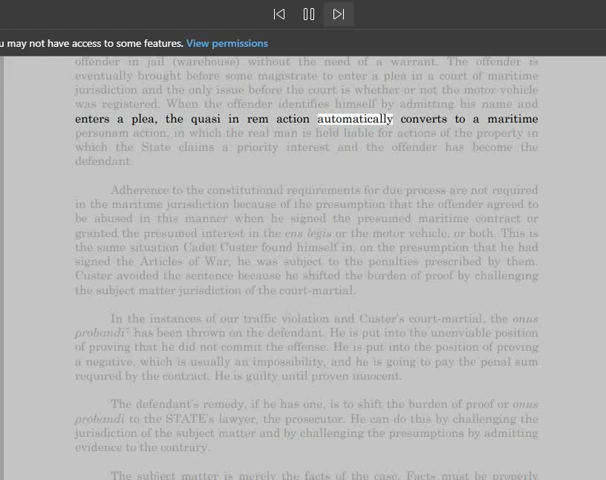 u may not have access to some features. View permissions
offender in jail (warehouse) without the need of a warrant. The offender is
eventually brought before some magistrate to enter a plea in a court of maritime
jurisdiction and the only issue before the court is whether or not the motor vehicle
was registered. When the offender identifies himself by admitting his name and
enters a plea, the quasi in rem action automatically converts to a maritime
personam action, in which the real man is held liable for actions of the property in
which the State claims a priority interest and the offender has become the
defendant.
Adherence to the constitutional requirements for due process are not required
in the maritime jurisdiction because of the presumption that the offender agreed to
be abused in this manner when he signed the presumed maritime contract or
granted the presumed interest in the ens legis or the motor vehicle, or both. This is
the same situation Cadet Custer found himself in, on the presumption that he had
signed the Articles of War, he was subject to the penalties prescribed by them.
Custer avoided the sentence because he shifted the burden of proof by challenging
the subject matter jurisdiction of the court-martial.
In the instances of our traffic violation and Custer's court-martial, the onus
probandi⁷ has been thrown on the defendant. He is put into the unenviable position
of proving that he did not commit the offense. He is put into the position of proving
a negative, which is usually an impossibility, and he is going to pay the penal sum
required by the contract. He is guilty until proven innocent.
The defendant's remedy, if he has one, is to shift the burden of proof or onus
probandi to the STATE's lawyer, the prosecutor. He can do this by challenging the
jurisdiction of the subject matter and by challenging the presumptions by admitting
evidence to the contrary.
The subject matter is merely the facts of the case. Facts must be properly